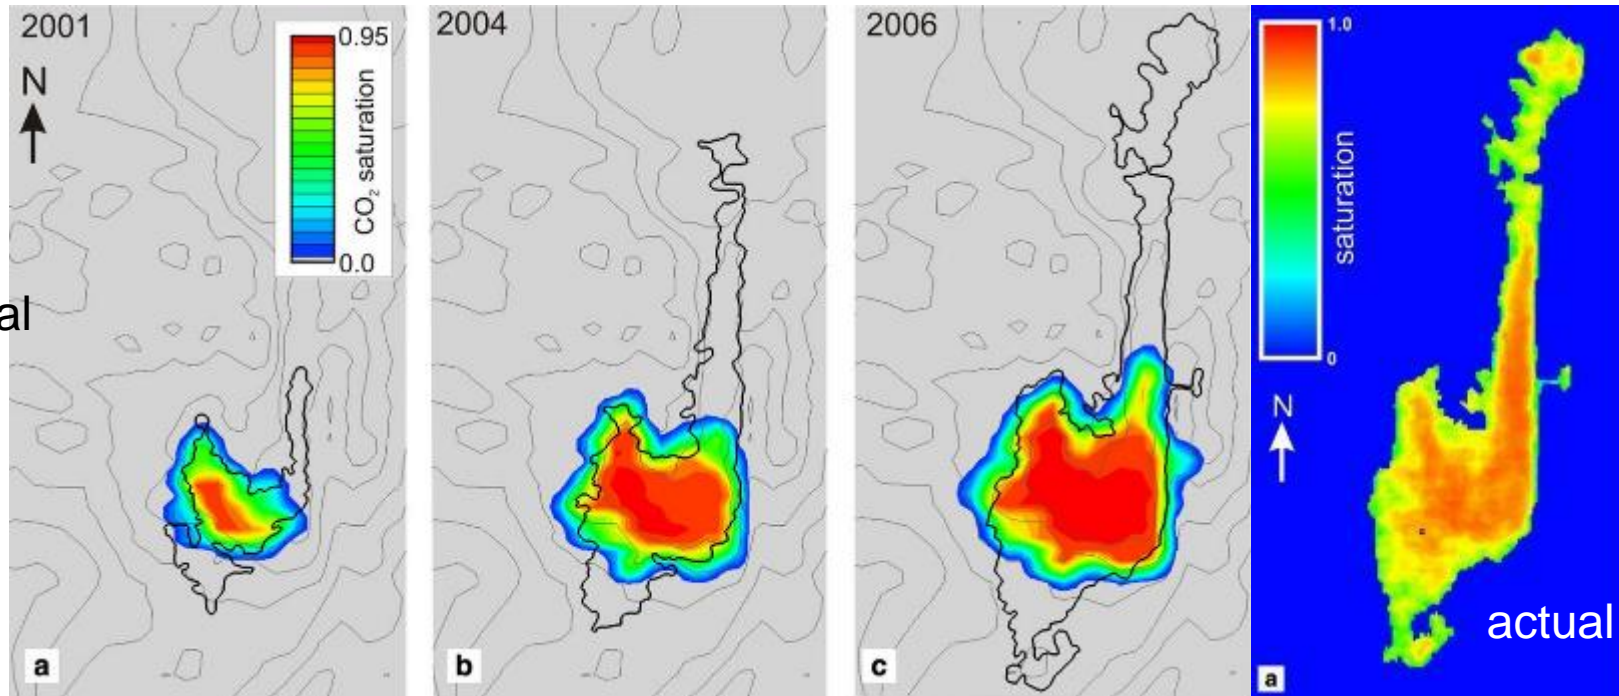 2001
N
0.95
CO₂ saturation
0.0
al
a
2004
b
2006
c
1.0
saturation
0
N
actual
a